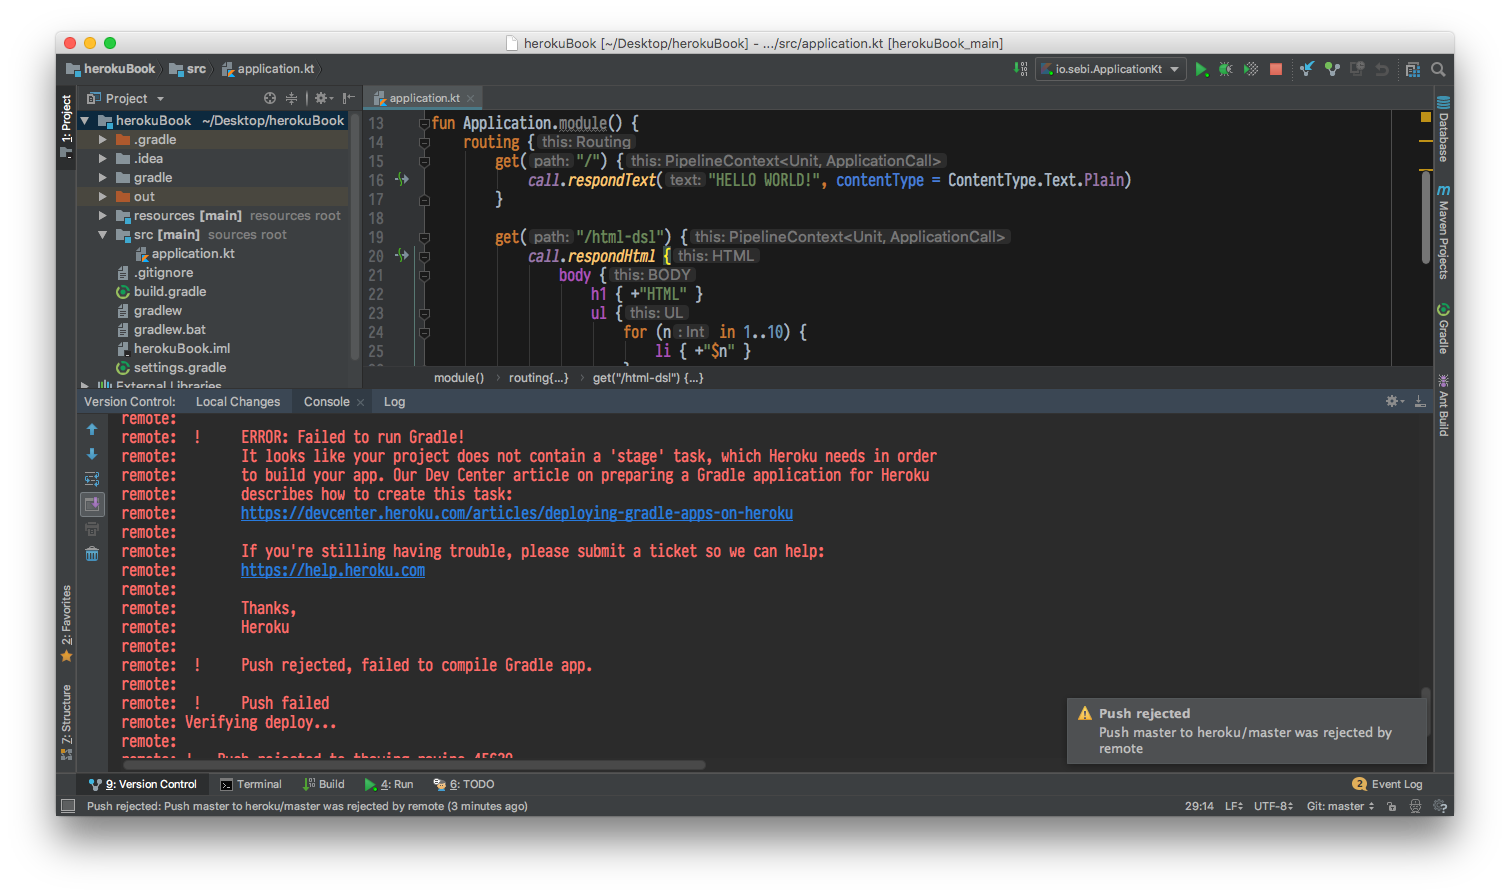 herokuBook [~/Desktop/herokuBook] - .../src/application.kt [herokuBook_main]
herokuBook src application.kt
io.sebi.ApplicationKt
Project
application.kt
1: Project
herokuBook ~/Desktop/herokuBook
.gradle
.idea
gradle
out
resources [main] resources root
src [main] sources root
application.kt
.gitignore
build.gradle
gradlew
gradlew.bat
herokuBook.iml
settings.gradle
External Libraries
13 fun Application.module() {
14 routing { this: Routing
15 get( path: "/") { this: PipelineContext<Unit, ApplicationCall>
16 call.respondText( text: "HELLO WORLD!", contentType = ContentType.Text.Plain)
17 }
18
19 get( path: "/html-dsl") { this: PipelineContext<Unit, ApplicationCall>
20 call.respondHtml { this: HTML
21 body { this: BODY
22 h1 { +"HTML" }
23 ul { this: UL
24 for (n : Int in 1..10) {
25 li { +"$n" }
module() routing{...} get("/html-dsl") {...}
Database
Maven Projects
Gradle
Ant Build
Version Control: Local Changes Console Log
remote:
remote: ! ERROR: Failed to run Gradle!
remote: It looks like your project does not contain a 'stage' task, which Heroku needs in order
remote: to build your app. Our Dev Center article on preparing a Gradle application for Heroku
remote: describes how to create this task:
remote: https://devcenter.heroku.com/articles/deploying-gradle-apps-on-heroku
remote:
remote: If you're stilling having trouble, please submit a ticket so we can help:
remote: https://help.heroku.com
remote:
remote: Thanks,
remote: Heroku
remote:
remote: ! Push rejected, failed to compile Gradle app.
remote:
remote: ! Push failed
remote: Verifying deploy...
remote:
remote: ! Push rejected to
2: Favorites
7: Structure
Push rejected
Push master to heroku/master was rejected by
remote
9: Version Control Terminal Build 4: Run 6: TODO
2 Event Log
Push rejected: Push master to heroku/master was rejected by remote (3 minutes ago)
29:14 LF UTF-8 Git: master